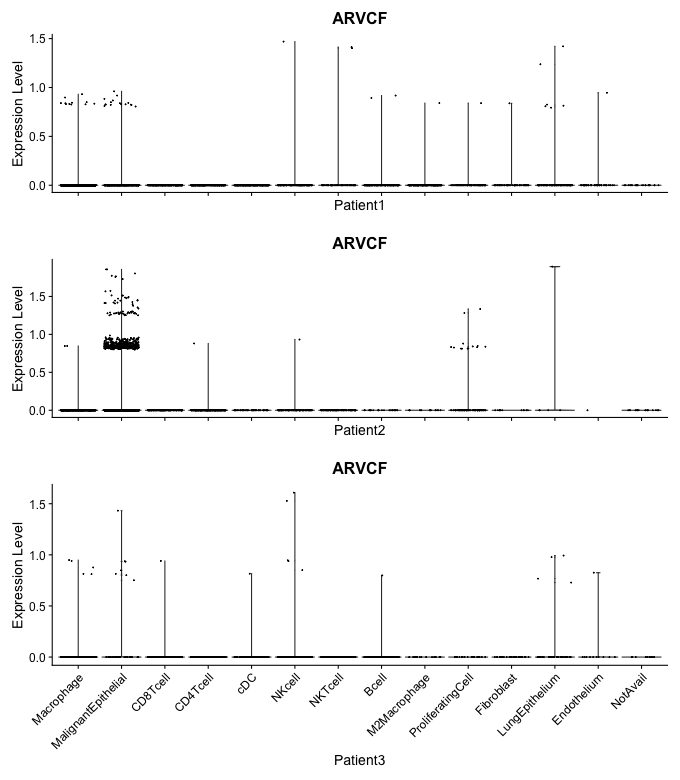 ARVCF
Expression Level
1.5
1.0
0.5
0.0
Patient1
ARVCF
Expression Level
1.5
1.0
0.5
0.0
Patient2
ARVCF
Expression Level
1.5
1.0
0.5
0.0
Macrophage
MalignantEpithelial
CD8Tcell
CD4Tcell
cDC
NKcell
NKTcell
Bcell
M2Macrophage
ProliferatingCell
Fibroblast
LungEpithelium
Endothelium
NotAvail
Patient3